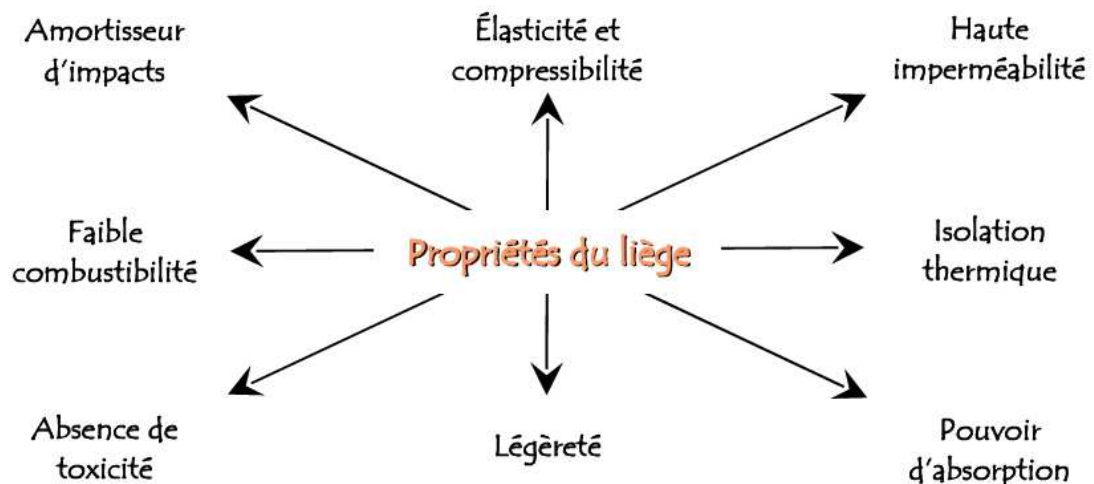 Amortisseur
d'impacts
Élasticité et
compressibilité
Haute
imperméabilité
Faible
combustibilité
Propriétés du liège
Isolation
thermique
Absence de
toxicité
Légèreté
Pouvoir
d'absorption